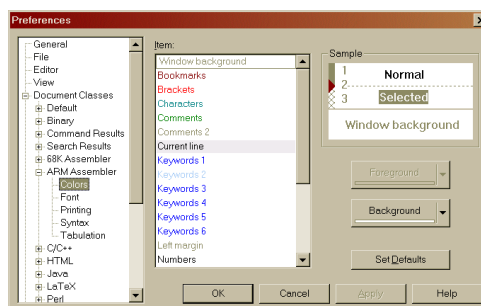 Preferences
General
File
Editor
View
Document Classes
Default
Binary
Command Results
Search Results
68K Assembler
ARM Assembler
Colors
Font
Printing
Syntax
Tabulation
C/C++
HTML
Java
LaTeX
Perl
Item:
Window background
Bookmarks
Brackets
Characters
Comments
Comments 2
Current line
Keywords 1
Keywords 2
Keywords 3
Keywords 4
Keywords 5
Keywords 6
Left margin
Numbers
Sample
1 Normal
2
3 Selected
Window background
Foreground
Background
Set Defaults
OK Cancel Apply Help